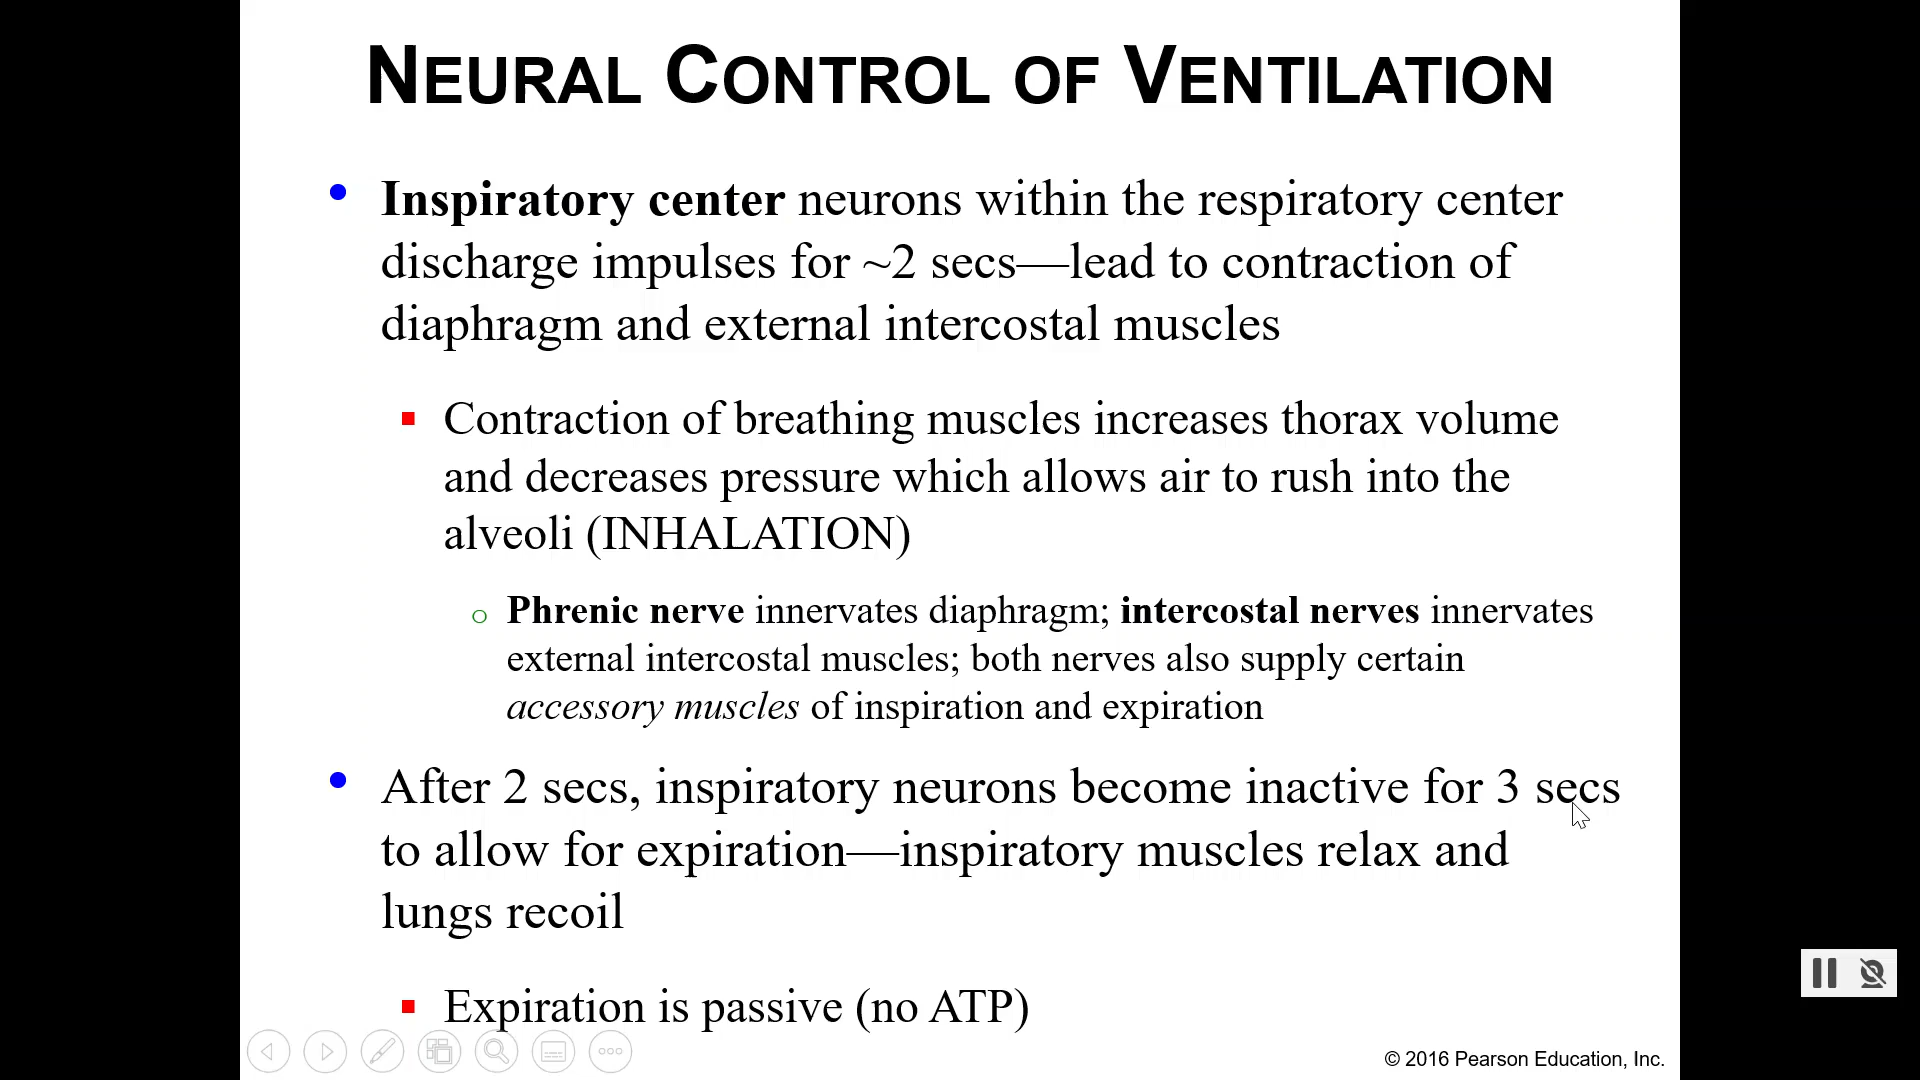 NEURAL CONTROL OF VENTILATION
Inspiratory center neurons within the respiratory center
discharge impulses for ~2 secs—lead to contraction of
diaphragm and external intercostal muscles
Contraction of breathing muscles increases thorax volume
and decreases pressure which allows air to rush into the
alveoli (INHALATION)
Phrenic nerve innervates diaphragm; intercostal nerves innervates
external intercostal muscles; both nerves also supply certain
accessory muscles of inspiration and expiration
After 2 secs, inspiratory neurons become inactive for 3 secs
to allow for expiration—inspiratory muscles relax and
lungs recoil
Expiration is passive (no ATP)
© 2016 Pearson Education, Inc.